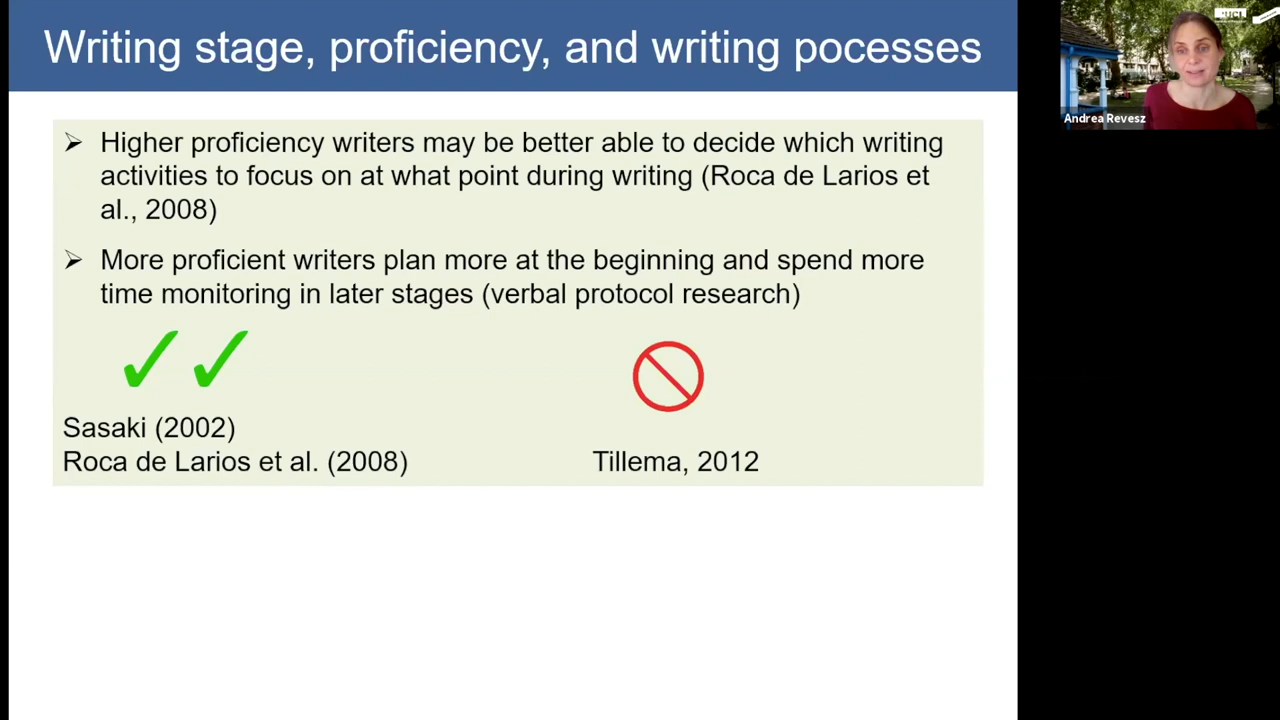 Writing stage, proficiency, and writing pocesses
Higher proficiency writers may be better able to decide which writing
activities to focus on at what point during writing (Roca de Larios et
al., 2008)
More proficient writers plan more at the beginning and spend more
time monitoring in later stages (verbal protocol research)
Sasaki (2002)
Roca de Larios et al. (2008)
Tillema, 2012
Andrea Revesz